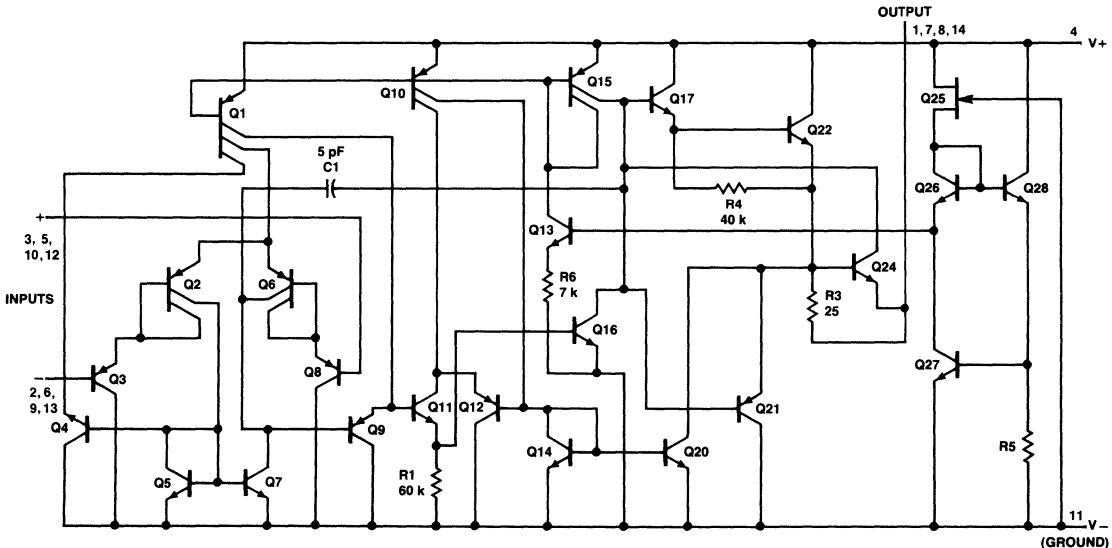 OUTPUT
1, 7, 8, 14
4
V+
Q1
Q10
Q15
Q17
Q22
Q25
5 pF
C1
R4
40 k
Q26
Q28
+
3, 5,
10, 12
Q13
Q2
Q6
R6
7 k
Q24
INPUTS
R3
25
Q16
–
2, 6,
9, 13
Q3
Q8
Q27
Q4
Q9
Q11
Q12
Q21
Q5
Q7
R1
60 k
Q14
Q20
R5
11
V–
(GROUND)